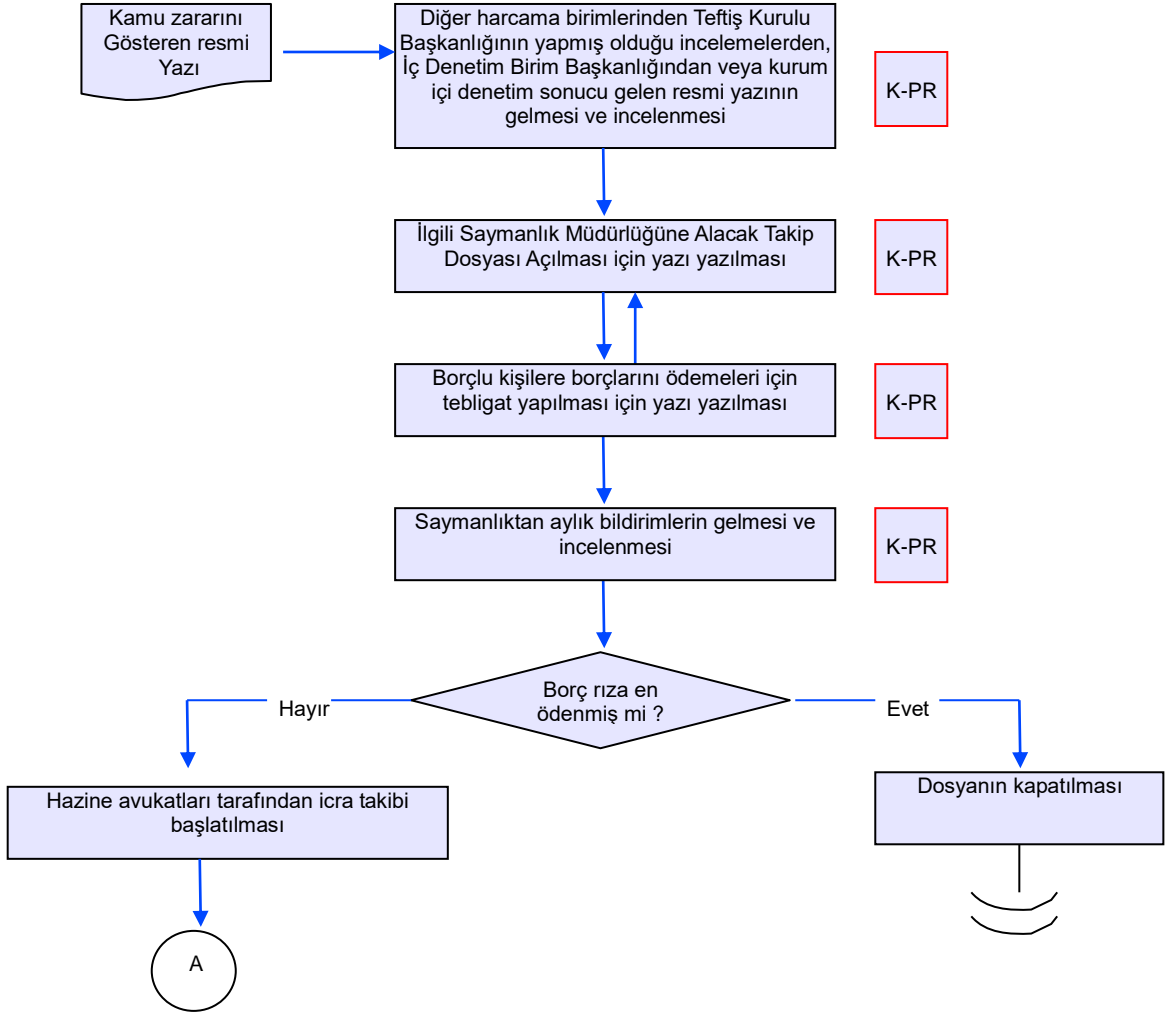 Kamu zararını
Gösteren resmi
Yazı
Diğer harcama birimlerinden Teftiş Kurulu
Başkanlığının yapmış olduğu incelemelerden,
İç Denetim Birim Başkanlığından veya kurum
içi denetim sonucu gelen resmi yazının
gelmesi ve incelenmesi
K-PR
İlgili Saymanlık Müdürlüğüne Alacak Takip
Dosyası Açılması için yazı yazılması
K-PR
Borçlu kişilere borçlarını ödemeleri için
tebligat yapılması için yazı yazılması
K-PR
Saymanlıktan aylık bildirimlerin gelmesi ve
incelenmesi
K-PR
Borç rıza en
ödenmiş mi ?
Hayır
Evet
Hazine avukatları tarafından icra takibi
başlatılması
Dosyanın kapatılması
A